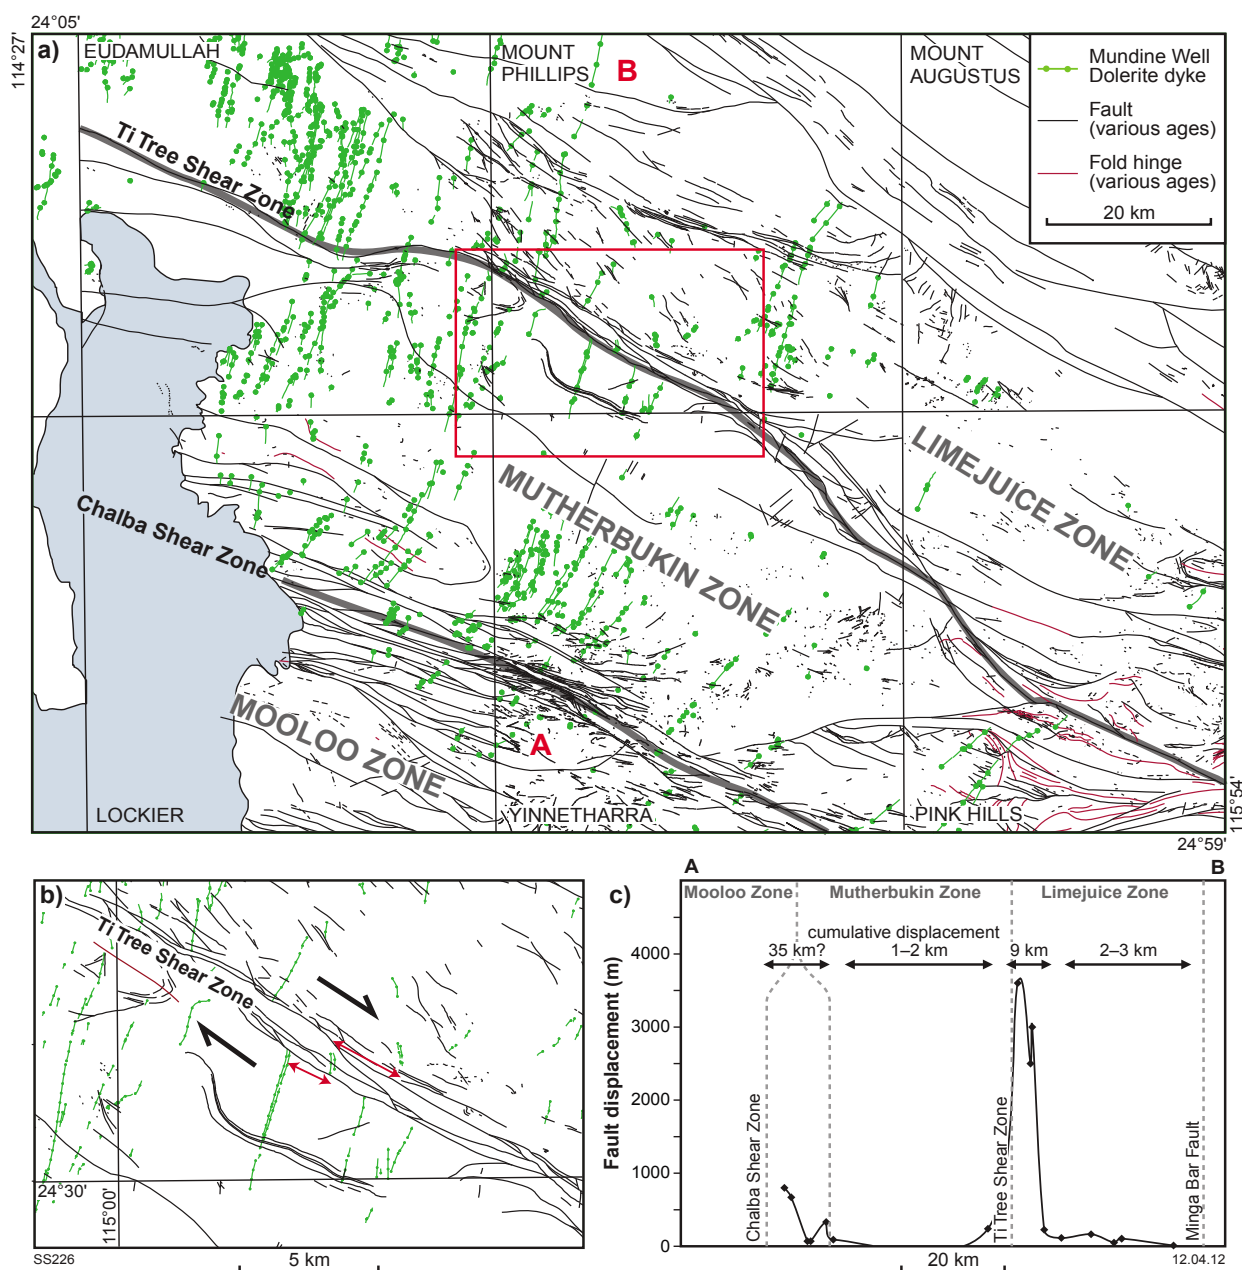 24°05'
114°27'
a)
EUDAMULLAH
MOUNT
PHILLIPS
B
MOUNT
AUGUSTUS
Mundine Well
Dolerite dyke
Fault
(various ages)
Fold hinge
(various ages)
20 km
Ti Tree Shear Zone
LIMEJUICE ZONE
MUTHERBUKIN ZONE
Chalba Shear Zone
MOOLOO ZONE
A
LOCKIER
YINNETHARRA
PINK HILLS
115°54'
24°59'
b)
Ti Tree Shear Zone
24°30'
115°00'
SS226
5 km
c)
A
B
Mooloo Zone
Mutherbukin Zone
Limejuice Zone
cumulative displacement
35 km?
1–2 km
9 km
2–3 km
Fault displacement (m)
4000
3000
2000
1000
0
Chalba Shear Zone
Ti Tree Shear Zone
Minga Bar Fault
20 km
12.04.12